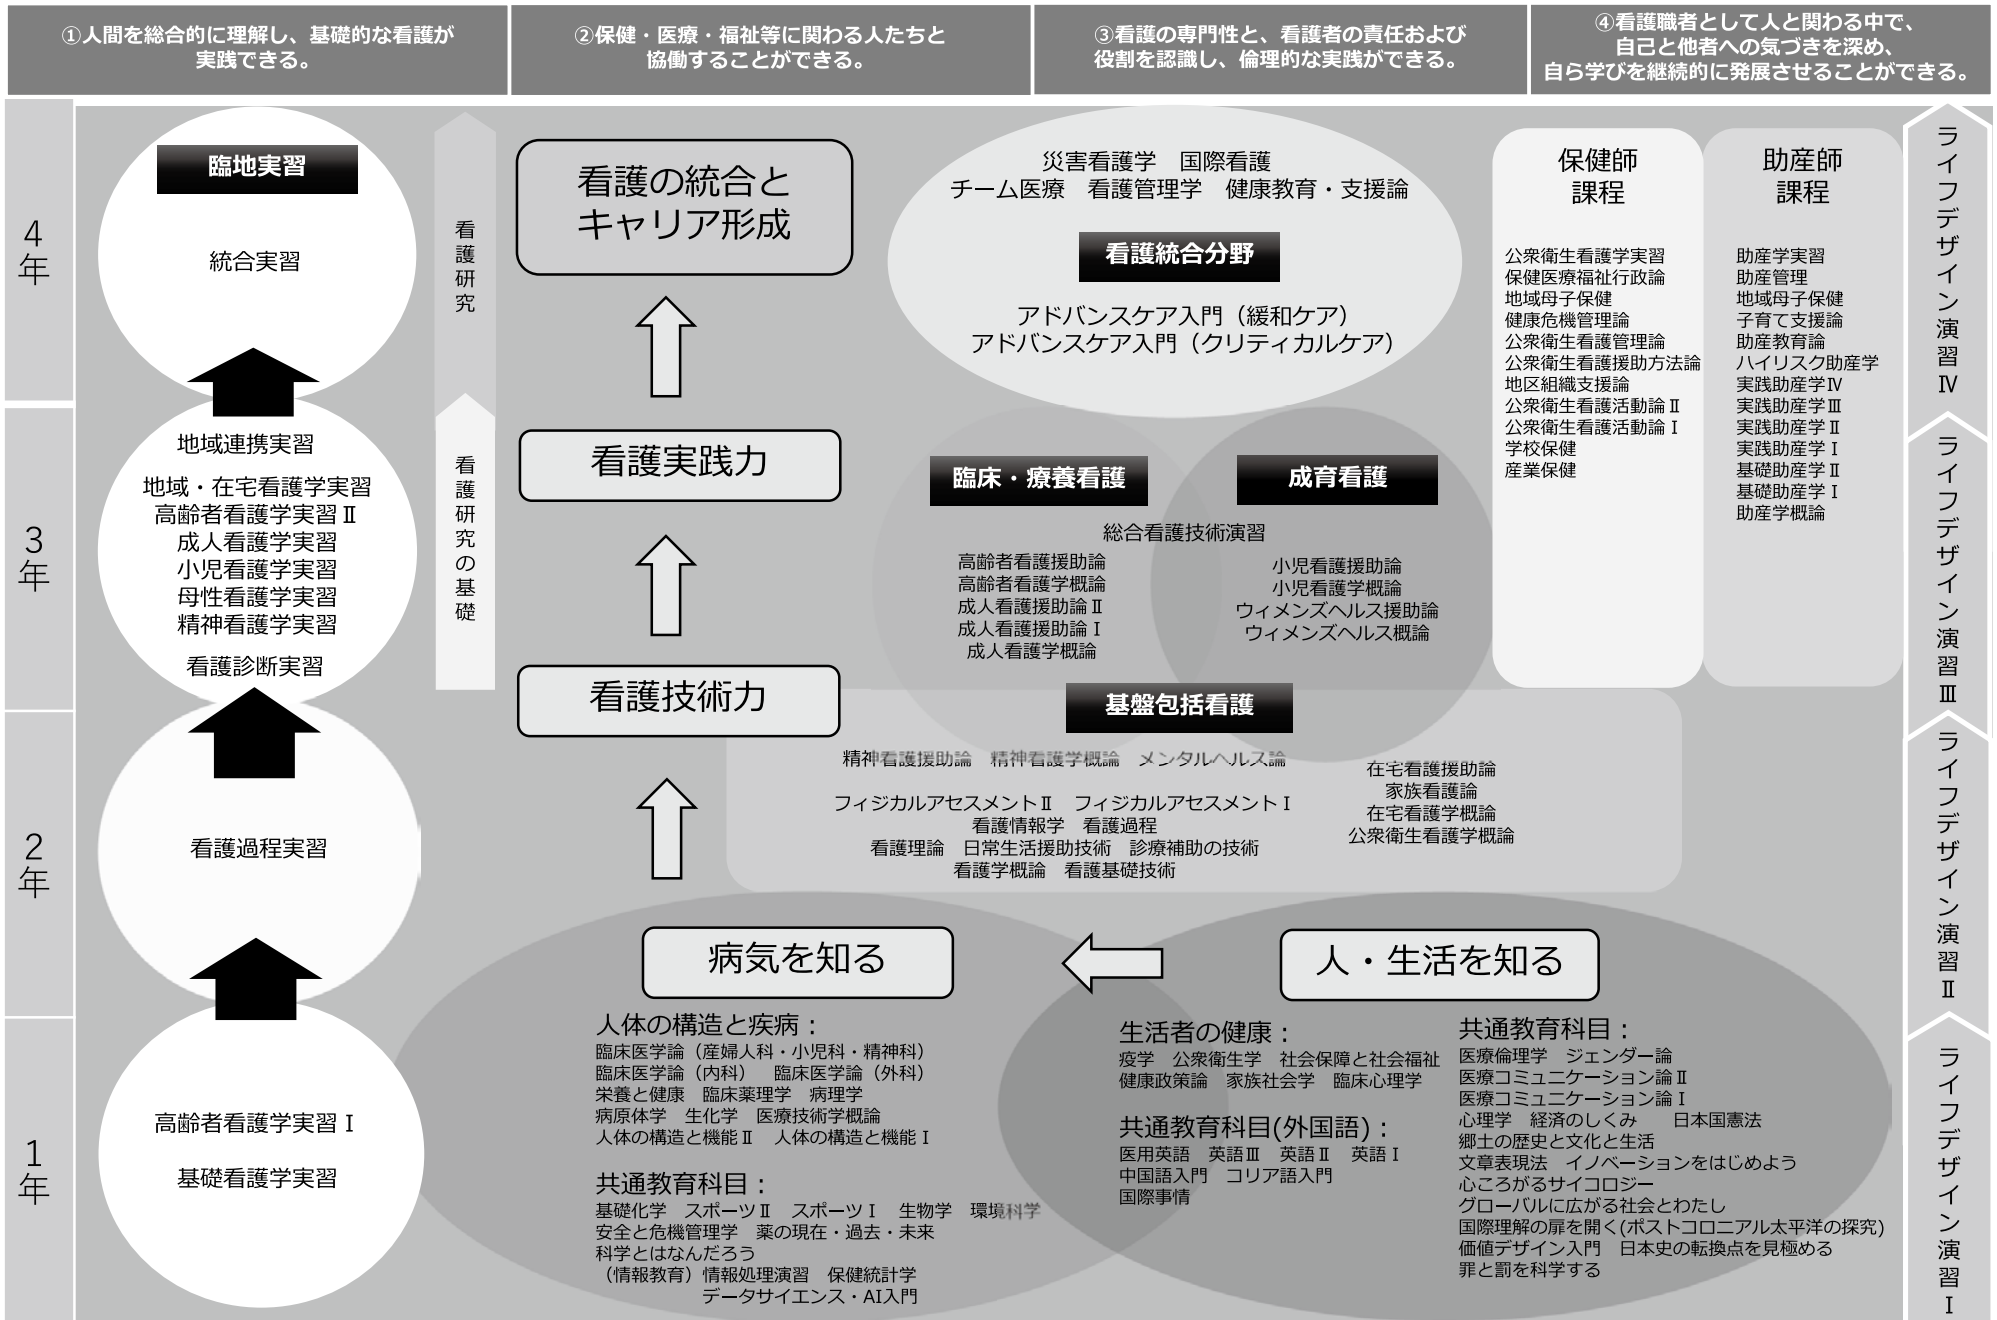 ①人間を総合的に理解し、基礎的な看護が
実践できる。
②保健・医療・福祉等に関わる人たちと
協働することができる。
③看護の専門性と、看護者の責任および
役割を認識し、倫理的な実践ができる。
④看護職者として人と関わる中で、
自己と他者への気づきを深め、
自ら学びを継続的に発展させることができる。
4年
3年
2年
1年
臨地実習
統合実習
地域連携実習
地域・在宅看護学実習
高齢者看護学実習Ⅱ
成人看護学実習
小児看護学実習
母性看護学実習
精神看護学実習
看護診断実習
看護過程実習
高齢者看護学実習Ⅰ
基礎看護学実習
看護研究
看護研究の基礎
看護の統合と
キャリア形成
看護実践力
看護技術力
災害看護学　国際看護
チーム医療　看護管理学　健康教育・支援論
看護統合分野
アドバンスケア入門（緩和ケア）
アドバンスケア入門（クリティカルケア）
臨床・療養看護
成育看護
総合看護技術演習
高齢者看護援助論
高齢者看護学概論
成人看護援助論Ⅱ
成人看護援助論Ⅰ
成人看護学概論
小児看護援助論
小児看護学概論
ウィメンズヘルス援助論
ウィメンズヘルス概論
基盤包括看護
精神看護援助論　精神看護学概論　メンタルヘルス論
フィジカルアセスメントⅡ　フィジカルアセスメントⅠ
看護情報学　看護過程
看護理論　日常生活援助技術　診療補助の技術
看護学概論　看護基礎技術
在宅看護援助論
家族看護論
在宅看護学概論
公衆衛生看護学概論
保健師
課程
公衆衛生看護学実習
保健医療福祉行政論
地域母子保健
健康危機管理論
公衆衛生看護管理論
公衆衛生看護援助方法論
地区組織支援論
公衆衛生看護活動論Ⅱ
公衆衛生看護活動論Ⅰ
学校保健
産業保健
助産師
課程
助産学実習
助産管理
地域母子保健
子育て支援論
助産教育論
ハイリスク助産学
実践助産学Ⅳ
実践助産学Ⅲ
実践助産学Ⅱ
実践助産学Ⅰ
基礎助産学Ⅱ
基礎助産学Ⅰ
助産学概論
ライフデザイン演習Ⅳ
ライフデザイン演習Ⅲ
ライフデザイン演習Ⅱ
ライフデザイン演習Ⅰ
病気を知る
人体の構造と疾病：
臨床医学論（産婦人科・小児科・精神科）
臨床医学論（内科）　臨床医学論（外科）
栄養と健康　臨床薬理学　病理学
病原体学　生化学　医療技術学概論
人体の構造と機能Ⅱ　人体の構造と機能Ⅰ
共通教育科目：
基礎化学　スポーツⅡ　スポーツⅠ　生物学　環境科学
安全と危機管理学　薬の現在・過去・未来
科学とはなんだろう
（情報教育）情報処理演習　保健統計学
データサイエンス・AI入門
人・生活を知る
生活者の健康：
疫学　公衆衛生学　社会保障と社会福祉
健康政策論　家族社会学　臨床心理学
共通教育科目(外国語)：
医用英語　英語Ⅲ　英語Ⅱ　英語Ⅰ
中国語入門　コリア語入門
国際事情
共通教育科目：
医療倫理学　ジェンダー論
医療コミュニケーション論Ⅱ
医療コミュニケーション論Ⅰ
心理学　経済のしくみ　　日本国憲法
郷土の歴史と文化と生活
文章表現法　イノベーションをはじめよう
心ころがるサイコロジー
グローバルに広がる社会とわたし
国際理解の扉を開く(ポストコロニアル太平洋の探究)
価値デザイン入門　日本史の転換点を見極める
罪と罰を科学する